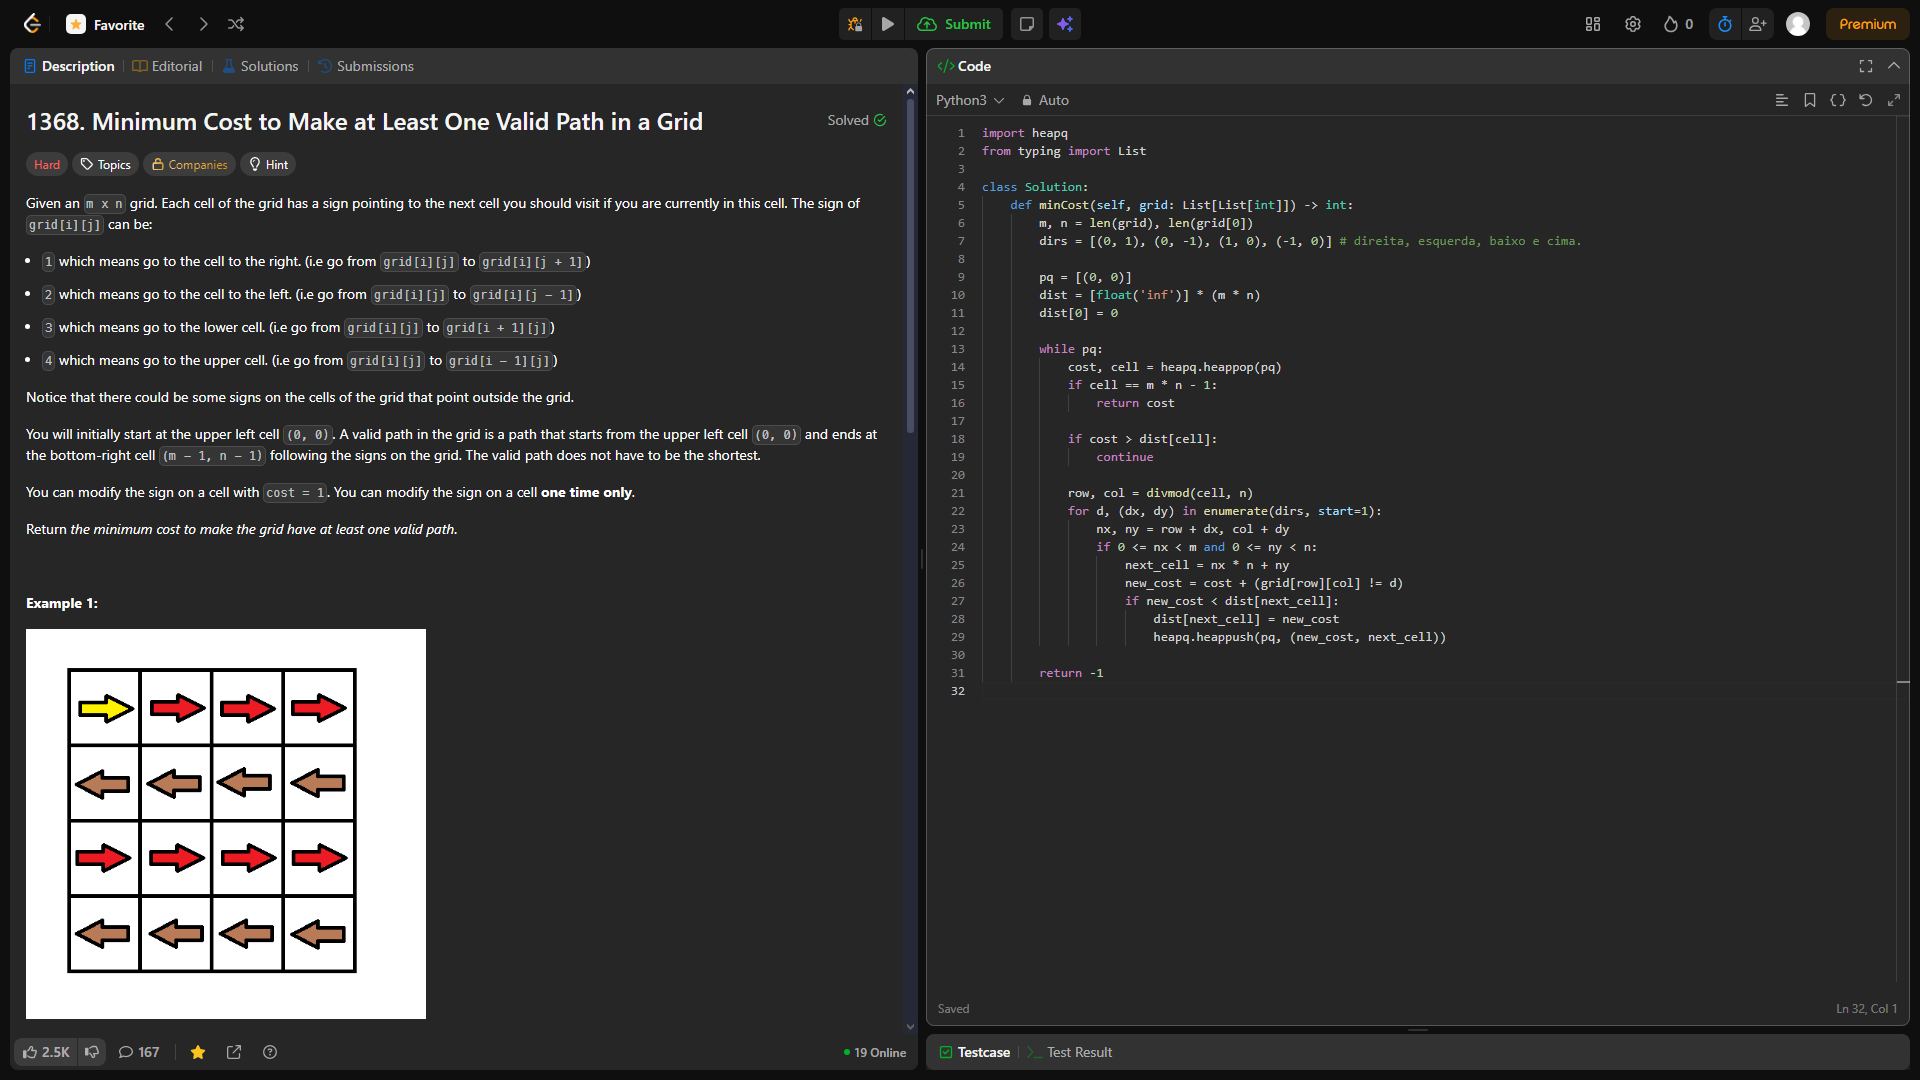 Favorite
Submit
0
Premium
Description
Editorial
Solutions
Submissions
1368. Minimum Cost to Make at Least One Valid Path in a Grid
Solved
Hard
Topics
Companies
Hint
Given an m x n grid. Each cell of the grid has a sign pointing to the next cell you should visit if you are currently in this cell. The sign of
grid[i][j] can be:
• 1 which means go to the cell to the right. (i.e go from grid[i][j] to grid[i][j + 1])
• 2 which means go to the cell to the left. (i.e go from grid[i][j] to grid[i][j - 1])
• 3 which means go to the lower cell. (i.e go from grid[i][j] to grid[i + 1][j])
• 4 which means go to the upper cell. (i.e go from grid[i][j] to grid[i - 1][j])
Notice that there could be some signs on the cells of the grid that point outside the grid.
You will initially start at the upper left cell (0, 0). A valid path in the grid is a path that starts from the upper left cell (0, 0) and ends at
the bottom-right cell (m - 1, n - 1) following the signs on the grid. The valid path does not have to be the shortest.
You can modify the sign on a cell with cost = 1. You can modify the sign on a cell one time only.
Return the minimum cost to make the grid have at least one valid path.
Example 1:
2.5K
167
19 Online
Code
Python3
Auto
1 import heapq
2 from typing import List
3
4 class Solution:
5     def minCost(self, grid: List[List[int]]) -> int:
6         m, n = len(grid), len(grid[0])
7         dirs = [(0, 1), (0, -1), (1, 0), (-1, 0)] # direita, esquerda, baixo e cima.
8
9         pq = [(0, 0)]
10         dist = [float('inf')] * (m * n)
11         dist[0] = 0
12
13         while pq:
14             cost, cell = heapq.heappop(pq)
15             if cell == m * n - 1:
16                 return cost
17
18             if cost > dist[cell]:
19                 continue
20
21             row, col = divmod(cell, n)
22             for d, (dx, dy) in enumerate(dirs, start=1):
23                 nx, ny = row + dx, col + dy
24                 if 0 <= nx < m and 0 <= ny < n:
25                     next_cell = nx * n + ny
26                     new_cost = cost + (grid[row][col] != d)
27                     if new_cost < dist[next_cell]:
28                         dist[next_cell] = new_cost
29                         heapq.heappush(pq, (new_cost, next_cell))
30
31         return -1
32
Saved
Ln 32, Col 1
Testcase
Test Result